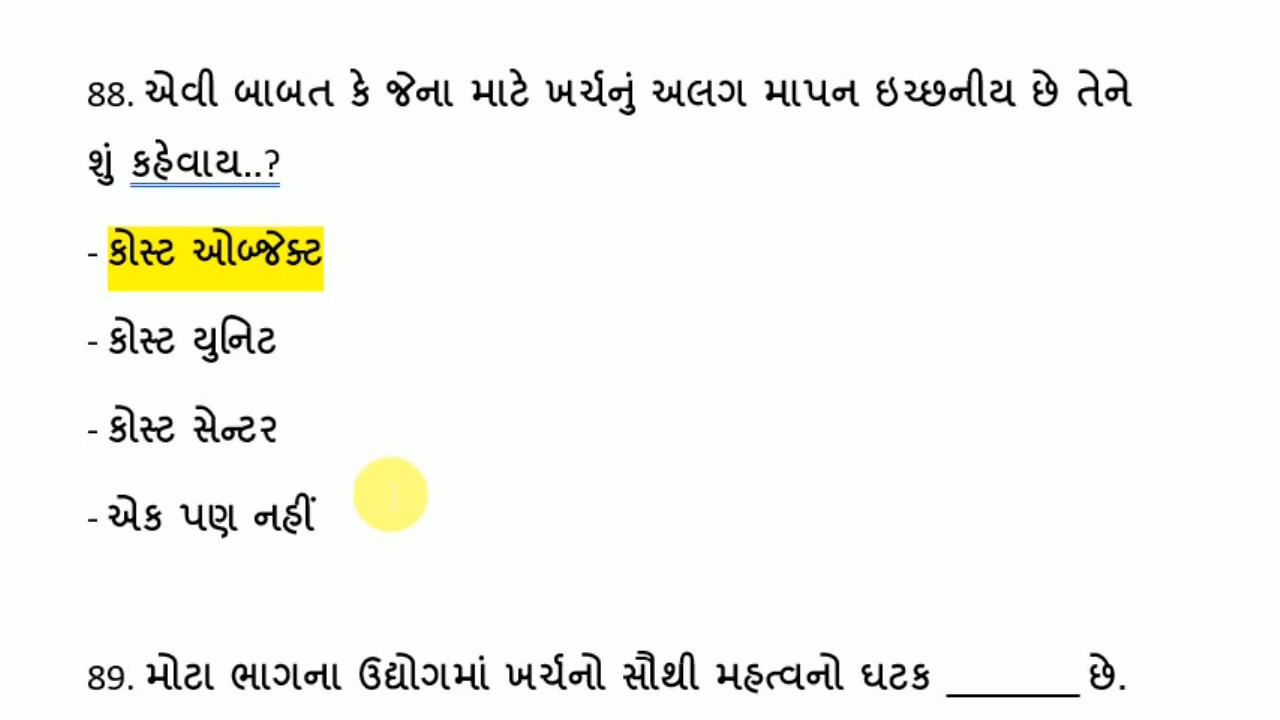 88. એવી બાબત કે જેના માટે ખર્ચનું અલગ માપન ઇચ્છનીય છે તેને
શું કહેવાય..?
- કોસ્ટ ઓબ્જેક્ટ
- કોસ્ટ યુનિટ
- કોસ્ટ સેન્ટર
- એક પણ નહીં
89. મોટા ભાગના ઉદ્યોગમાં ખર્ચનો સૌથી મહત્વનો ઘટક ________ છે.